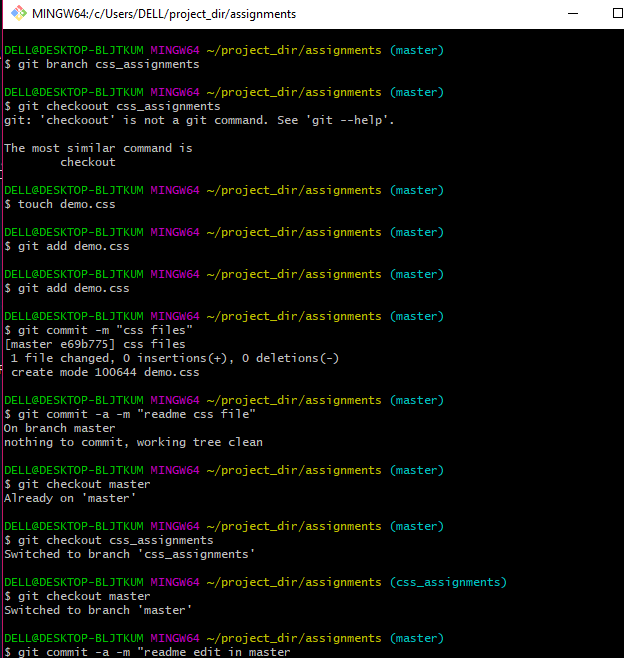 MINGW64:/c/Users/DELL/project_dir/assignments
DELL@DESKTOP-BLJTKUM MINGW64 ~/project_dir/assignments (master)
$ git branch css_assignments
DELL@DESKTOP-BLJTKUM MINGW64 ~/project_dir/assignments (master)
$ git checkoout css_assignments
git: 'checkoout' is not a git command. See 'git --help'.
The most similar command is
checkout
DELL@DESKTOP-BLJTKUM MINGW64 ~/project_dir/assignments (master)
$ touch demo.css
DELL@DESKTOP-BLJTKUM MINGW64 ~/project_dir/assignments (master)
$ git add demo.css
DELL@DESKTOP-BLJTKUM MINGW64 ~/project_dir/assignments (master)
$ git add demo.css
DELL@DESKTOP-BLJTKUM MINGW64 ~/project_dir/assignments (master)
$ git commit -m "css files"
[master e69b775] css files
1 file changed, 0 insertions(+), 0 deletions(-)
create mode 100644 demo.css
DELL@DESKTOP-BLJTKUM MINGW64 ~/project_dir/assignments (master)
$ git commit -a -m "readme css file"
On branch master
nothing to commit, working tree clean
DELL@DESKTOP-BLJTKUM MINGW64 ~/project_dir/assignments (master)
$ git checkout master
Already on 'master'
DELL@DESKTOP-BLJTKUM MINGW64 ~/project_dir/assignments (master)
$ git checkout css_assignments
Switched to branch 'css_assignments'
DELL@DESKTOP-BLJTKUM MINGW64 ~/project_dir/assignments (css_assignments)
$ git checkout master
Switched to branch 'master'
DELL@DESKTOP-BLJTKUM MINGW64 ~/project_dir/assignments (master)
$ git commit -a -m "readme edit in master